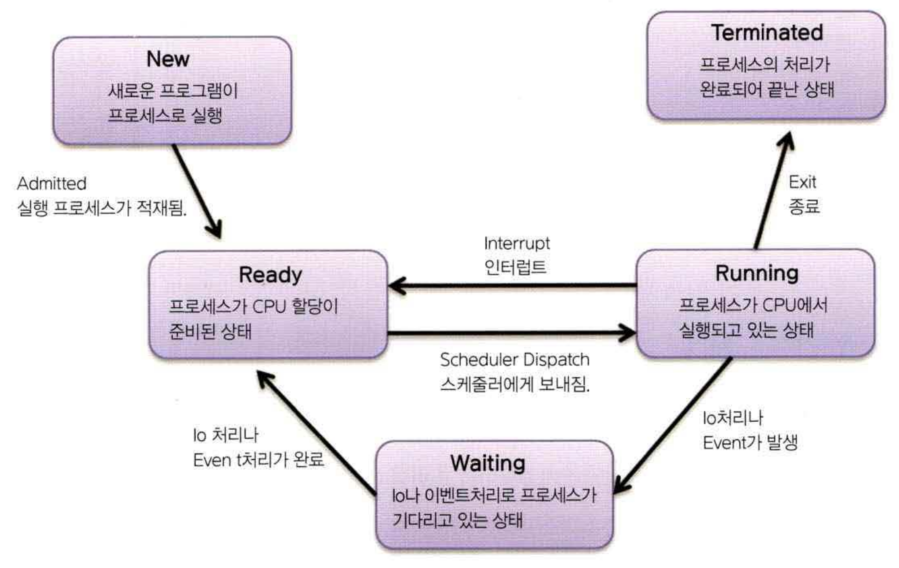 New
새로운 프로그램이
프로세스로 실행
Terminated
프로세스의 처리가
완료되어 끝난 상태
Admitted
실행 프로세스가 적재됨.
Exit
종료
Interrupt
인터럽트
Ready
프로세스가 CPU 할당이
준비된 상태
Running
프로세스가 CPU에서
실행되고 있는 상태
Scheduler Dispatch
스케줄러에게 보내짐.
Io 처리나
Even t처리가 완료
Io처리나
Event가 발생
Waiting
Io나 이벤트처리로 프로세스가
기다리고 있는 상태